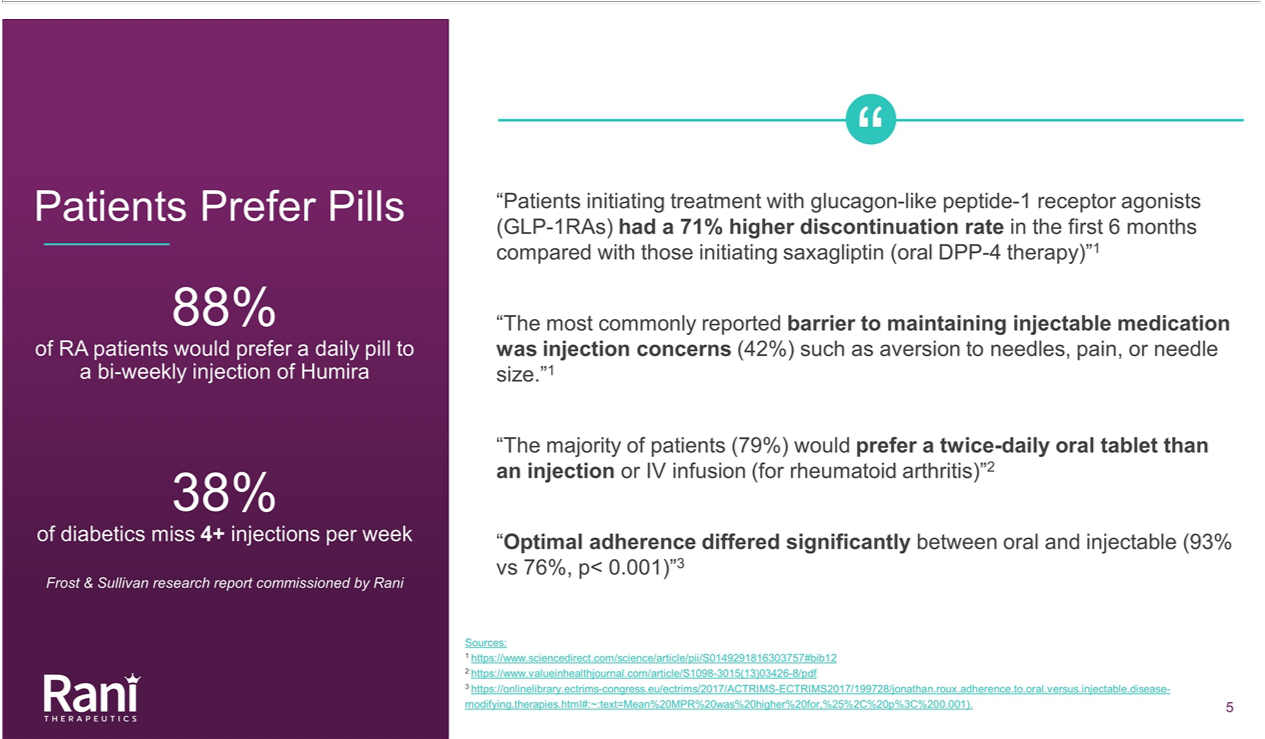 Patients Prefer Pills
88%
of RA patients would prefer a daily pill to
a bi-weekly injection of Humira
38%
of diabetics miss 4+ injections per week
Frost & Sullivan research report commissioned by Rani
Rani
THERAPEUTICS
“
“Patients initiating treatment with glucagon-like peptide-1 receptor agonists
(GLP-1RAs) had a 71% higher discontinuation rate in the first 6 months
compared with those initiating saxagliptin (oral DPP-4 therapy)”1
“The most commonly reported barrier to maintaining injectable medication
was injection concerns (42%) such as aversion to needles, pain, or needle
size.”1
“The majority of patients (79%) would prefer a twice-daily oral tablet than
an injection or IV infusion (for rheumatoid arthritis)”2
“Optimal adherence differed significantly between oral and injectable (93%
vs 76%, p< 0.001)”3
Sources:
1 https://www.sciencedirect.com/science/article/pii/S0149291816303757#bib12
2 https://www.valueinhealthjournal.com/article/S1098-3015(13)03426-8/pdf
3 https://onlinelibrary.ectrims-congress.eu/ectrims/2017/ACTRIMS-ECTRIMS2017/199728/jonathan.roux.adherence.to.oral.versus.injectable.disease-
modifying.therapies.html#:~:text=Mean%20MPR%20was%20higher%20for,%25%2C%20p%3C%200.001).
5